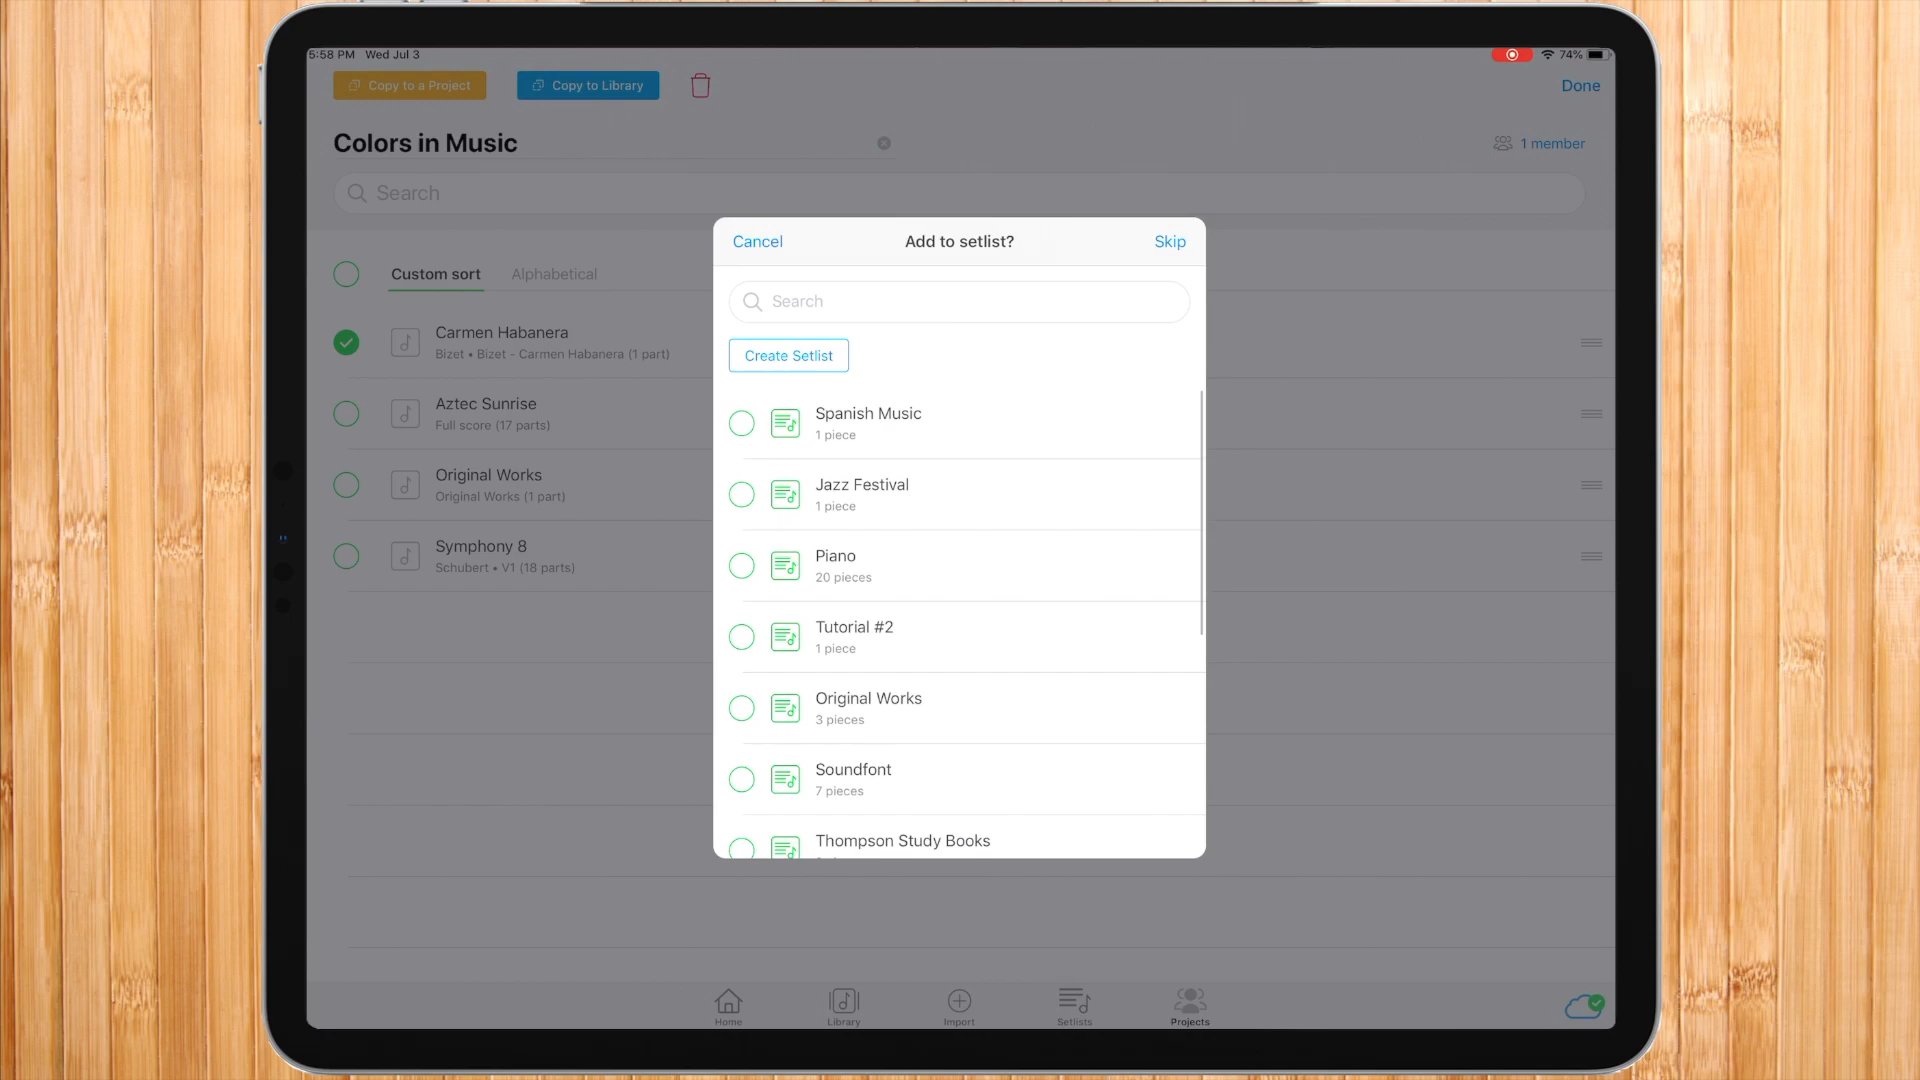 5:58 PM Wed Jul 3
74%
Copy to a Project
Copy to Library
Done
Colors in Music
1 member
Search
Custom sort
Alphabetical
Carmen Habanera
Bizet • Bizet - Carmen Habanera (1 part)
Aztec Sunrise
Full score (17 parts)
Original Works
Original Works (1 part)
Symphony 8
Schubert • V1 (18 parts)
Cancel
Add to setlist?
Skip
Search
Create Setlist
Spanish Music
1 piece
Jazz Festival
1 piece
Piano
20 pieces
Tutorial #2
1 piece
Original Works
3 pieces
Soundfont
7 pieces
Thompson Study Books
Home
Library
Import
Setlists
Projects